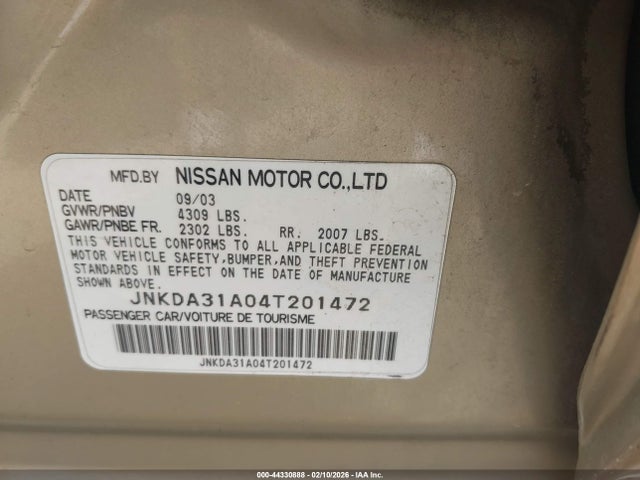 MFD.BY NISSAN MOTOR CO.,LTD
DATE 09/03
GVWR/PNBV 4309 LBS.
GAWR/PNBE FR. 2302 LBS. RR. 2007 LBS.
THIS VEHICLE CONFORMS TO ALL APPLICABLE FEDERAL
MOTOR VEHICLE SAFETY,BUMPER,AND THEFT PREVENTION
STANDARDS IN EFFECT ON THE DATE OF MANUFACTURE
SHOWN ABOVE.
JNKDA31A04T201472
PASSENGER CAR/VOITURE DE TOURISME
JNKDA31A04T201472
000-44330888 - 02/10/2026 - IAA Inc.